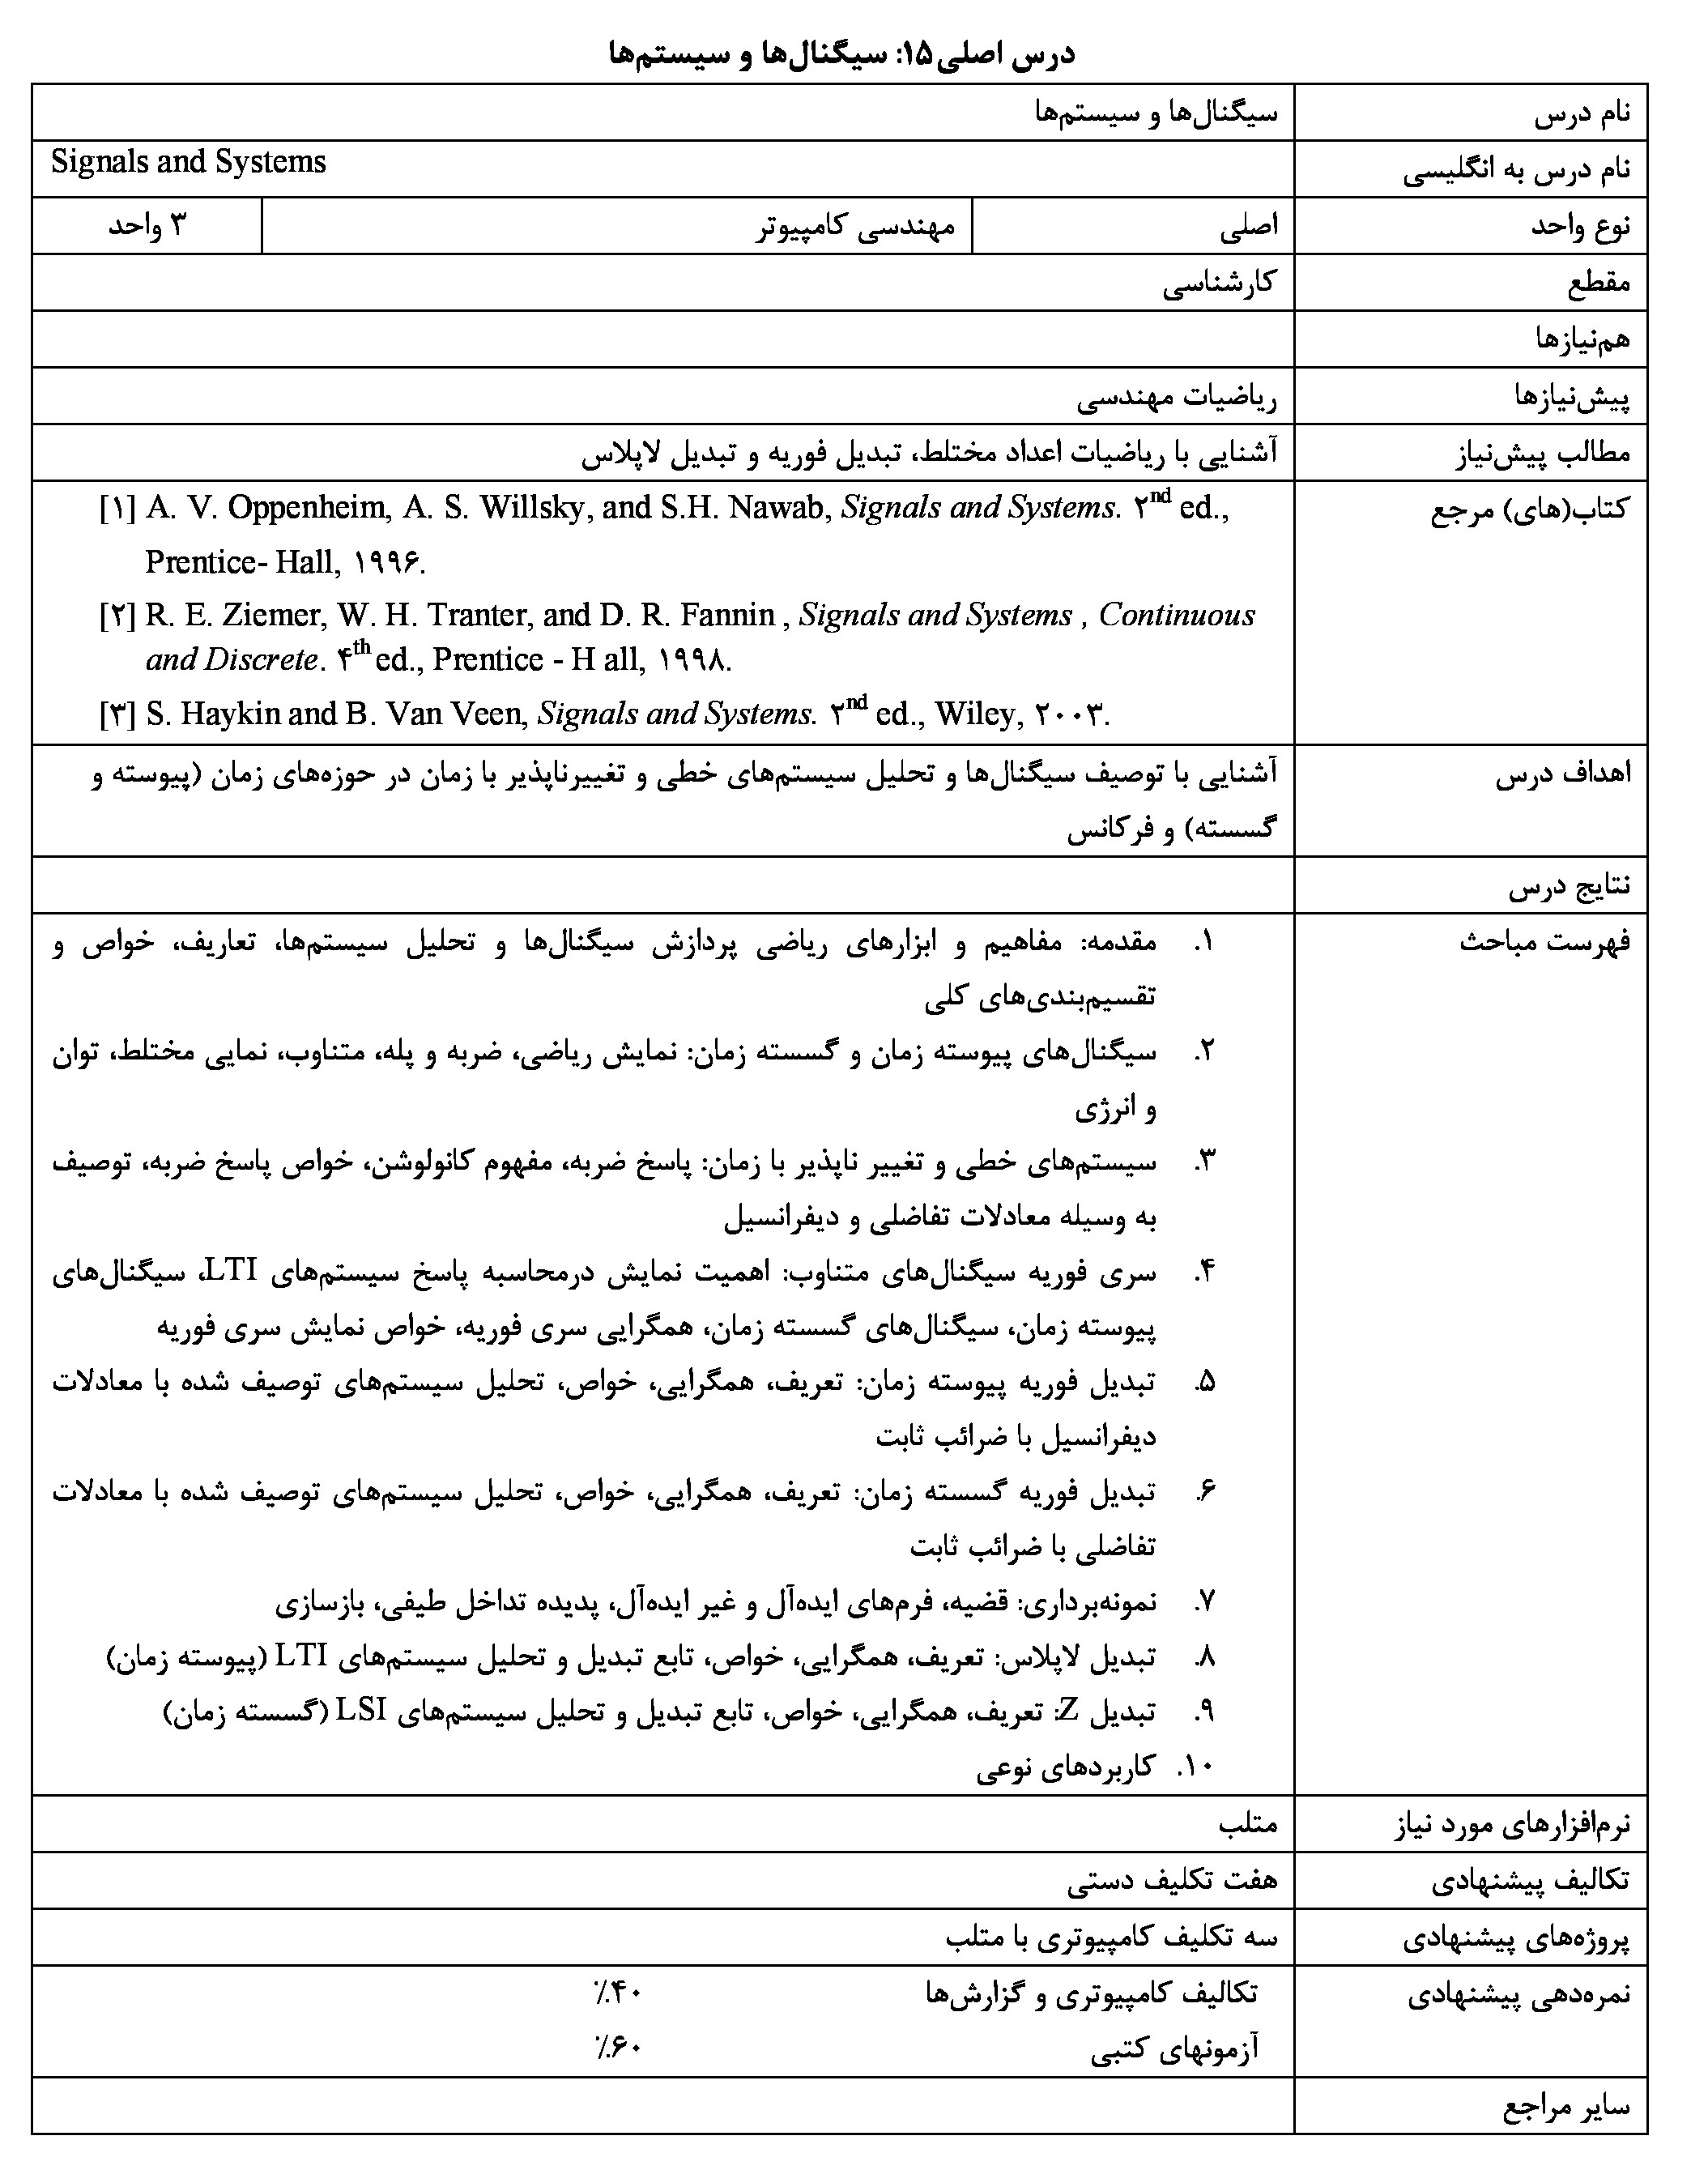 درس اصلی۱۵: سیگنال‌ها و سیستم‌ها
نام درس	سیگنال‌ها و سیستم‌ها
نام درس به انگلیسی	Signals and Systems
نوع واحد	اصلی	مهندسی کامپیوتر	۳ واحد
مقطع	کارشناسی
هم‌نیازها
پیش‌نیازها	ریاضیات مهندسی
مطالب پیش‌نیاز	آشنایی با ریاضیات اعداد مختلط، تبدیل فوریه و تبدیل لاپلاس
کتاب(های) مرجع	[۱] A. V. Oppenheim, A. S. Willsky, and S.H. Nawab, Signals and Systems. ۲nd ed.,
Prentice- Hall, ۱۹۹۶.
[۲] R. E. Ziemer, W. H. Tranter, and D. R. Fannin , Signals and Systems , Continuous
and Discrete. ۴th ed., Prentice - H all, ۱۹۹۸.
[۳] S. Haykin and B. Van Veen, Signals and Systems. ۲nd ed., Wiley, ۲۰۰۳.
اهداف درس	آشنایی با توصیف سیگنال‌ها و تحلیل سیستم‌های خطی و تغییرناپذیر با زمان در حوزه‌های زمان (پیوسته و
گسسته) و فرکانس
نتایج درس
فهرست مباحث	۱. مقدمه: مفاهیم و ابزارهای ریاضی پردازش سیگنال‌ها و تحلیل سیستم‌ها، تعاریف، خواص و
تقسیم‌بندی‌های کلی
۲. سیگنال‌های پیوسته زمان و گسسته زمان: نمایش ریاضی، ضربه و پله، متناوب، نمایی مختلط، توان
و انرژی
۳. سیستم‌های خطی و تغییر ناپذیر با زمان: پاسخ ضربه، مفهوم کانولوشن، خواص پاسخ ضربه، توصیف
به وسیله معادلات تفاضلی و دیفرانسیل
۴. سری فوریه سیگنال‌های متناوب: اهمیت نمایش درمحاسبه پاسخ سیستم‌های LTI، سیگنال‌های
پیوسته زمان، سیگنال‌های گسسته زمان، همگرایی سری فوریه، خواص نمایش سری فوریه
۵. تبدیل فوریه پیوسته زمان: تعریف، همگرایی، خواص، تحلیل سیستم‌های توصیف شده با معادلات
دیفرانسیل با ضرائب ثابت
۶. تبدیل فوریه گسسته زمان: تعریف، همگرایی، خواص، تحلیل سیستم‌های توصیف شده با معادلات
تفاضلی با ضرائب ثابت
۷. نمونه‌برداری: قضیه، فرم‌های ایده‌آل و غیر ایده‌آل، پدیده تداخل طیفی، بازسازی
۸. تبدیل لاپلاس: تعریف، همگرایی، خواص، تابع تبدیل و تحلیل سیستم‌های LTI (پیوسته زمان)
۹. تبدیل Z: تعریف، همگرایی، خواص، تابع تبدیل و تحلیل سیستم‌های LSI (گسسته زمان)
۱۰. کاربردهای نوعی
نرم‌افزارهای مورد نیاز	متلب
تکالیف پیشنهادی	هفت تکلیف دستی
پروژه‌های پیشنهادی	سه تکلیف کامپیوتری با متلب
نمره‌دهی پیشنهادی	تکالیف کامپیوتری و گزارش‌ها	۴۰٪
آزمونهای کتبی	۶۰٪
سایر مراجع